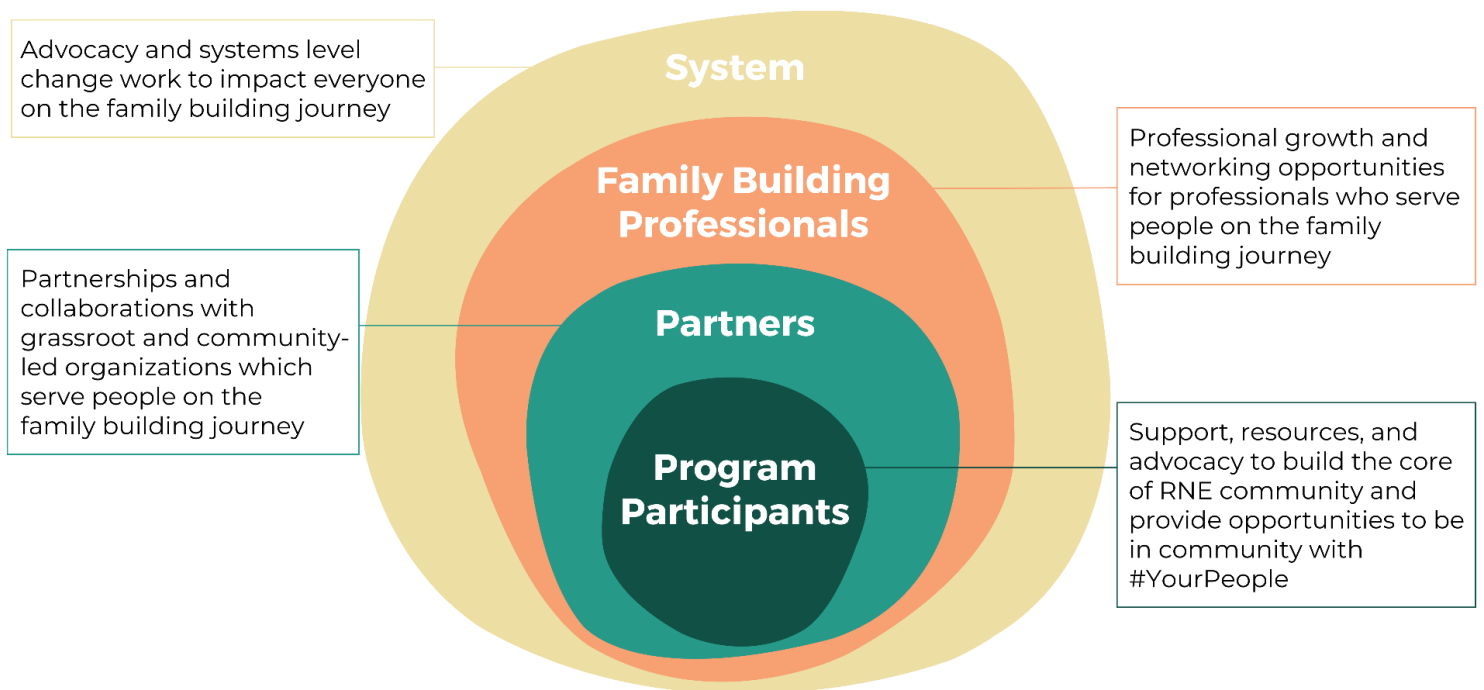 Advocacy and systems level
change work to impact everyone
on the family building journey
System
Family Building
Professionals
Professional growth and
networking opportunities
for professionals who serve
people on the family
building journey
Partnerships and
collaborations with
grassroot and community-
led organizations which
serve people on the
family building journey
Partners
Program
Participants
Support, resources, and
advocacy to build the core
of RNE community and
provide opportunities to be
in community with
#YourPeople